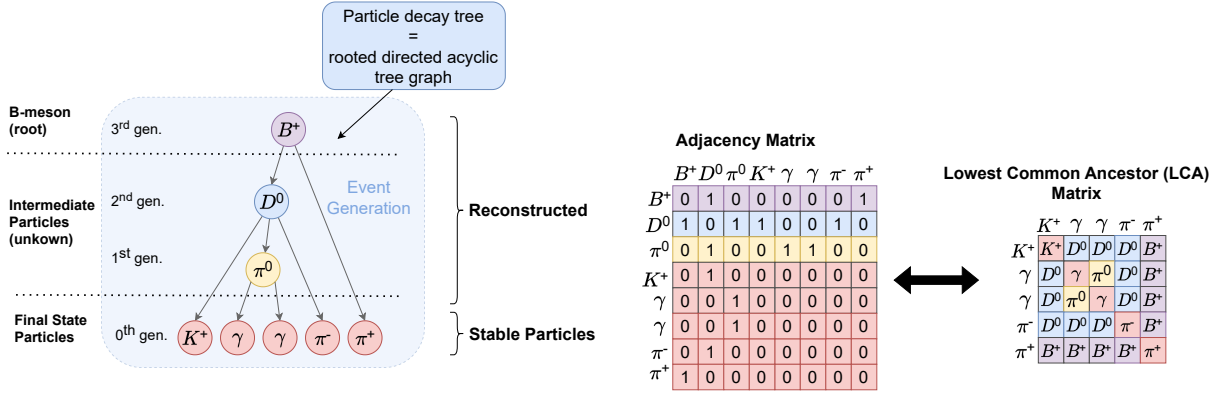 Particle decay tree
=
rooted directed acyclic
tree graph
B-meson
(root)
3rd gen.
B+
Event
Generation
2nd gen.
D0
Intermediate
Particles
(unkown)
1st gen.
π0
Reconstructed
Final State
Particles
0th gen.
K+ γ γ π- π+
Stable Particles
Adjacency Matrix
B+ D0 π0 K+ γ γ π- π+
B+ 0 1 0 0 0 0 0 1
D0 1 0 1 1 0 0 1 0
π0 0 1 0 0 1 1 0 0
K+ 0 1 0 0 0 0 0 0
γ 0 0 1 0 0 0 0 0
γ 0 0 1 0 0 0 0 0
π- 0 1 0 0 0 0 0 0
π+ 1 0 0 0 0 0 0 0
Lowest Common Ancestor (LCA)
Matrix
K+ γ γ π- π+
K+ K+ D0 D0 D0 B+
γ D0 γ π0 D0 B+
γ D0 π0 γ D0 B+
π- D0 D0 D0 π- B+
π+ B+ B+ B+ B+ π+